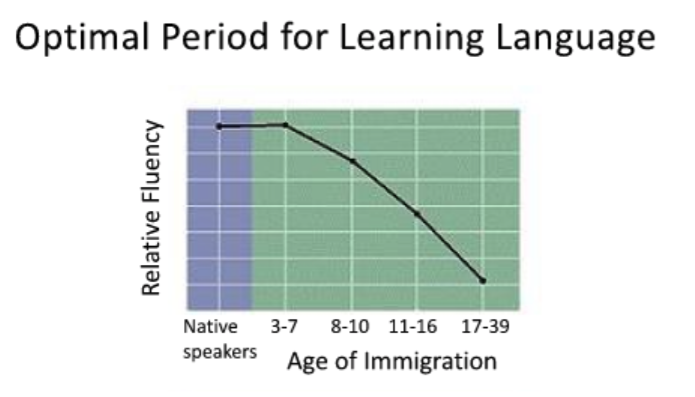 Optimal Period for Learning Language
Relative Fluency
Native speakers
3-7
8-10
11-16
17-39
Age of Immigration